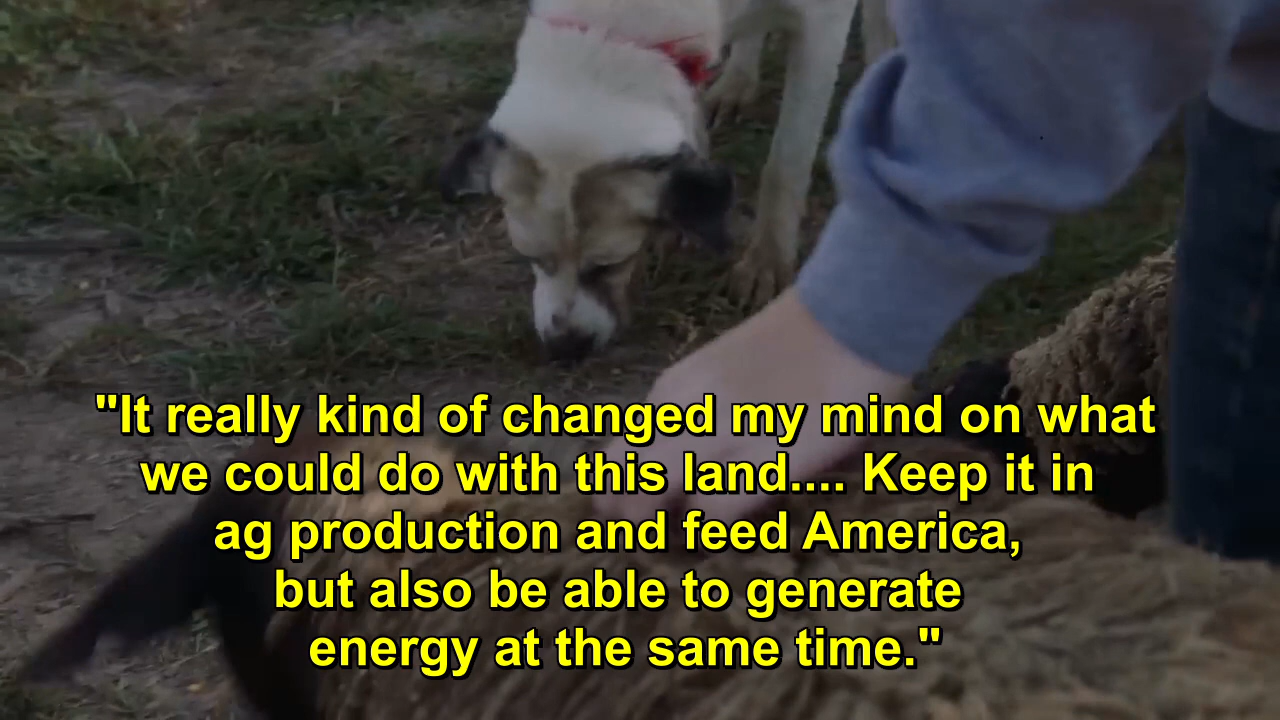 "It really kind of changed my mind on what
we could do with this land.... Keep it in
ag production and feed America,
but also be able to generate
energy at the same time."